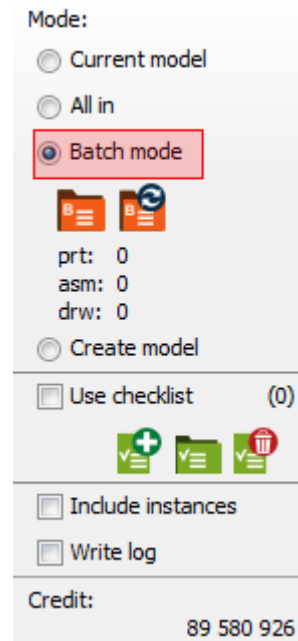 Mode:
Current model
All in
Batch mode
B B
prt: 0
asm: 0
drw: 0
Create model
Use checklist (0)
Include instances
Write log
Credit:
89 580 926